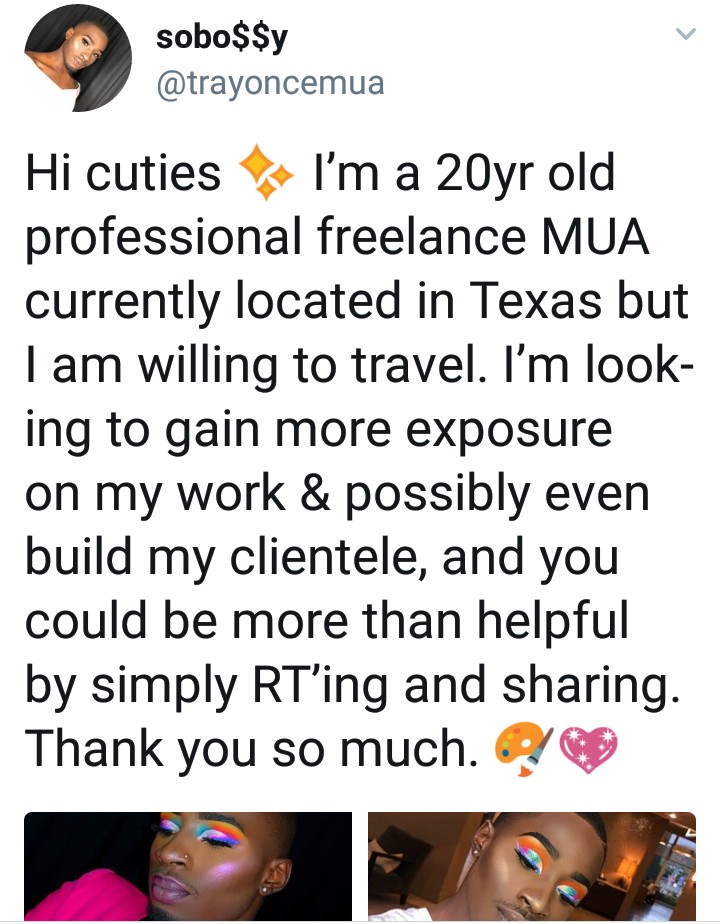 sobo$$y
@trayoncemua
Hi cuties ✨ I’m a 20yr old
professional freelance MUA
currently located in Texas but
I am willing to travel. I’m look-
ing to gain more exposure
on my work & possibly even
build my clientele, and you
could be more than helpful
by simply RT’ing and sharing.
Thank you so much. 🎨💖